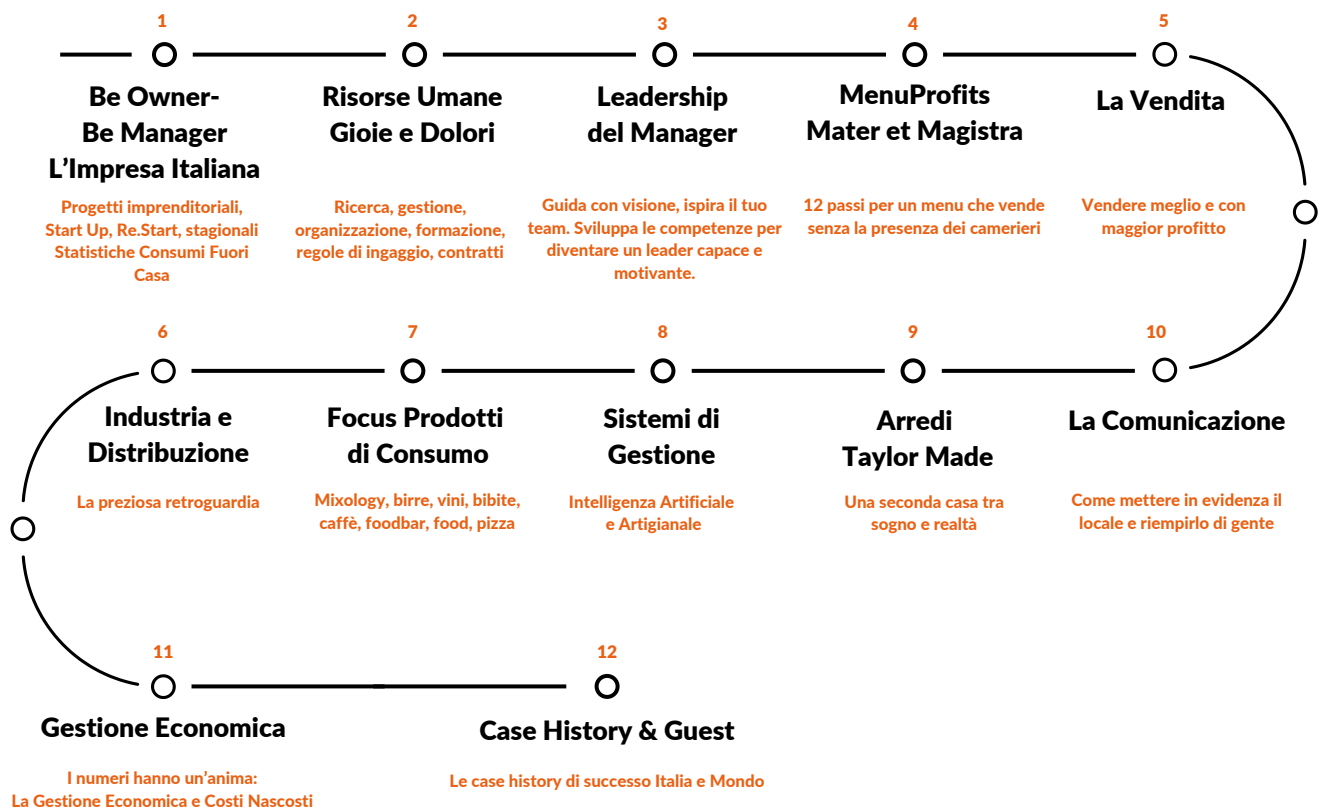 1
Be Owner-
Be Manager
L’Impresa Italiana
Progetti imprenditoriali,
Start Up, Re.Start, stagionali
Statistiche Consumi Fuori
Casa
2
Risorse Umane
Gioie e Dolori
Ricerca, gestione,
organizzazione, formazione,
regole di ingaggio, contratti
3
Leadership
del Manager
Guida con visione, ispira il tuo
team. Sviluppa le competenze per
diventare un leader capace e
motivante.
4
MenuProfits
Mater et Magistra
12 passi per un menu che vende
senza la presenza dei camerieri
5
La Vendita
Vendere meglio e con
maggior profitto
6
Industria e
Distribuzione
La preziosa retroguardia
7
Focus Prodotti
di Consumo
Mixology, birre, vini, bibite,
caffè, foodbar, food, pizza
8
Sistemi di
Gestione
Intelligenza Artificiale
e Artigianale
9
Arredi
Taylor Made
Una seconda casa tra
sogno e realtà
10
La Comunicazione
Come mettere in evidenza il
locale e riempirlo di gente
11
Gestione Economica
I numeri hanno un’anima:
La Gestione Economica e Costi Nascosti
12
Case History & Guest
Le case history di successo Italia e Mondo